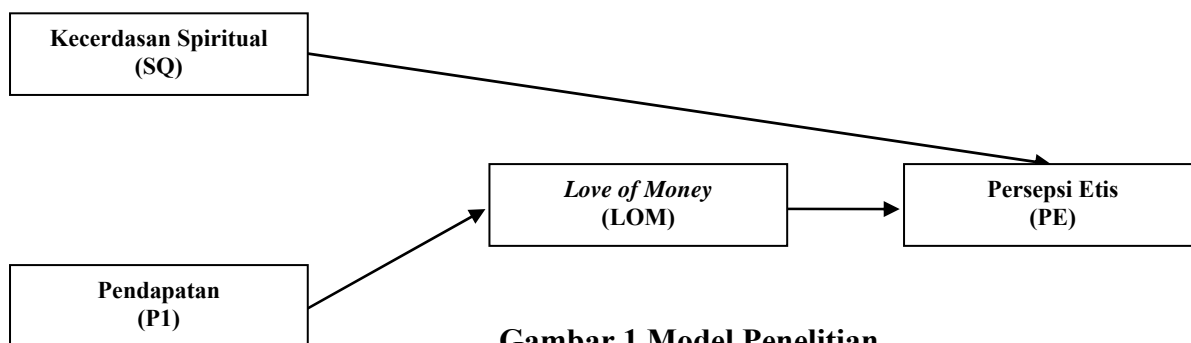 Kecerdasan Spiritual
(SQ)
Love of Money
(LOM)
Persepsi Etis
(PE)
Pendapatan
(P1)
Gambar 1 Model Penelitian